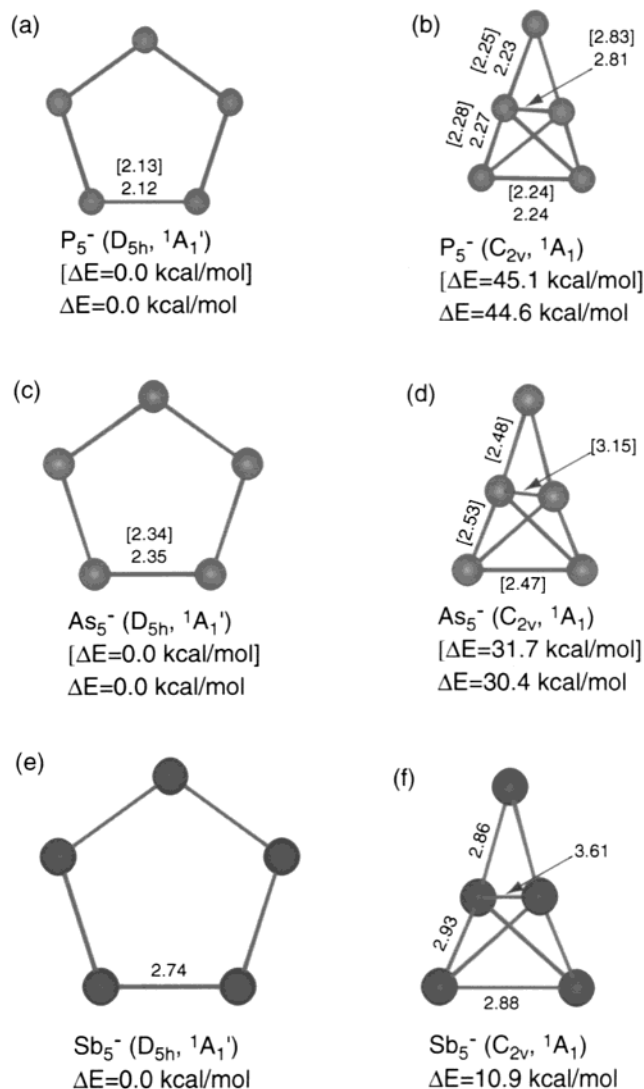 (a)
[2.13]
2.12
P₅⁻ (D₅ₕ, ¹A₁')
[ΔE=0.0 kcal/mol]
ΔE=0.0 kcal/mol
(b)
[2.25]
2.23
[2.83]
2.81
[2.28]
2.27
[2.24]
2.24
P₅⁻ (C₂ᵥ, ¹A₁)
[ΔE=45.1 kcal/mol]
ΔE=44.6 kcal/mol
(c)
[2.34]
2.35
As₅⁻ (D₅ₕ, ¹A₁')
[ΔE=0.0 kcal/mol]
ΔE=0.0 kcal/mol
(d)
[2.48]
[3.15]
[2.53]
[2.47]
As₅⁻ (C₂ᵥ, ¹A₁)
[ΔE=31.7 kcal/mol]
ΔE=30.4 kcal/mol
(e)
2.74
Sb₅⁻ (D₅ₕ, ¹A₁')
ΔE=0.0 kcal/mol
(f)
2.86
3.61
2.93
2.88
Sb₅⁻ (C₂ᵥ, ¹A₁)
ΔE=10.9 kcal/mol